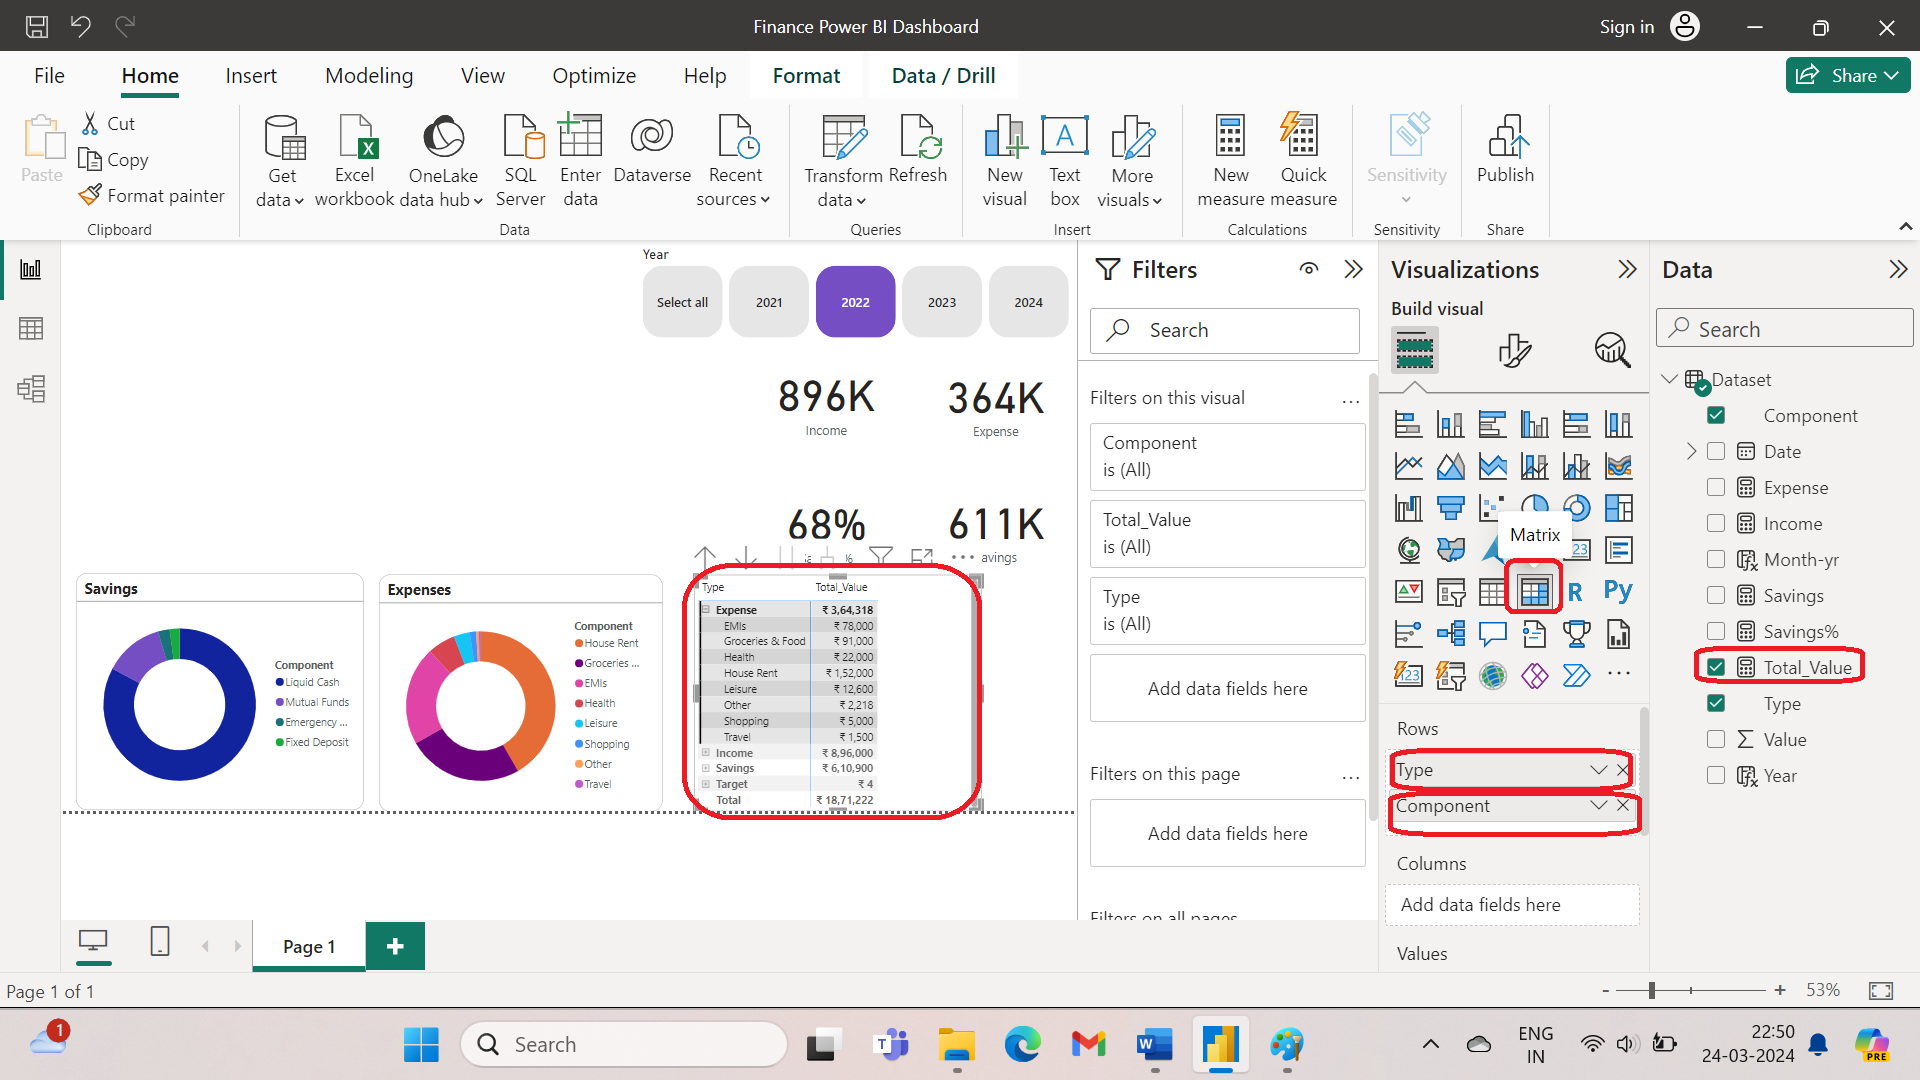 Finance Power BI Dashboard
Sign in
File
Home
Insert
Modeling
View
Optimize
Help
Format
Data / Drill
Share
Paste
Cut
Copy
Format painter
Get
data
Excel
workbook
OneLake
data hub
SQL
Server
Enter
data
Dataverse
Recent
sources
Transform
data
Refresh
New
visual
A
Text
box
More
visuals
New
measure
Quick
measure
Sensitivity
Publish
Clipboard
Data
Queries
Insert
Calculations
Sensitivity
Share
Year
Select all
2021
2022
2023
2024
896K
Income
364K
Expense
68%
%
611K
avings
Savings
Component
Liquid Cash
Mutual Funds
Emergency ...
Fixed Deposit
Expenses
Component
House Rent
Groceries ...
EMIs
Health
Leisure
Shopping
Other
Travel
Type Total_Value
Expense ₹ 3,64,318
EMIs ₹ 78,000
Groceries & Food ₹ 91,000
Health ₹ 22,000
House Rent ₹ 1,52,000
Leisure ₹ 12,600
Other ₹ 2,218
Shopping ₹ 5,000
Travel ₹ 1,500
Income ₹ 8,96,000
Savings ₹ 6,10,900
Target ₹ 4
Total ₹ 18,71,222
Filters
Search
Filters on this visual ...
Component
is (All)
Total_Value
is (All)
Type
is (All)
Add data fields here
Filters on this page ...
Add data fields here
Visualizations
Build visual
Matrix
123
R
Py
123
...
Rows
Type
Component
Columns
Add data fields here
Values
Data
Search
Dataset
Component
Date
Expense
Income
Month-yr
Savings
Savings%
Total_Value
Type
Value
Year
Page 1
+
Page 1 of 1
- + 53%
1
Search
T
W
ENG
IN
22:50
24-03-2024
PRE